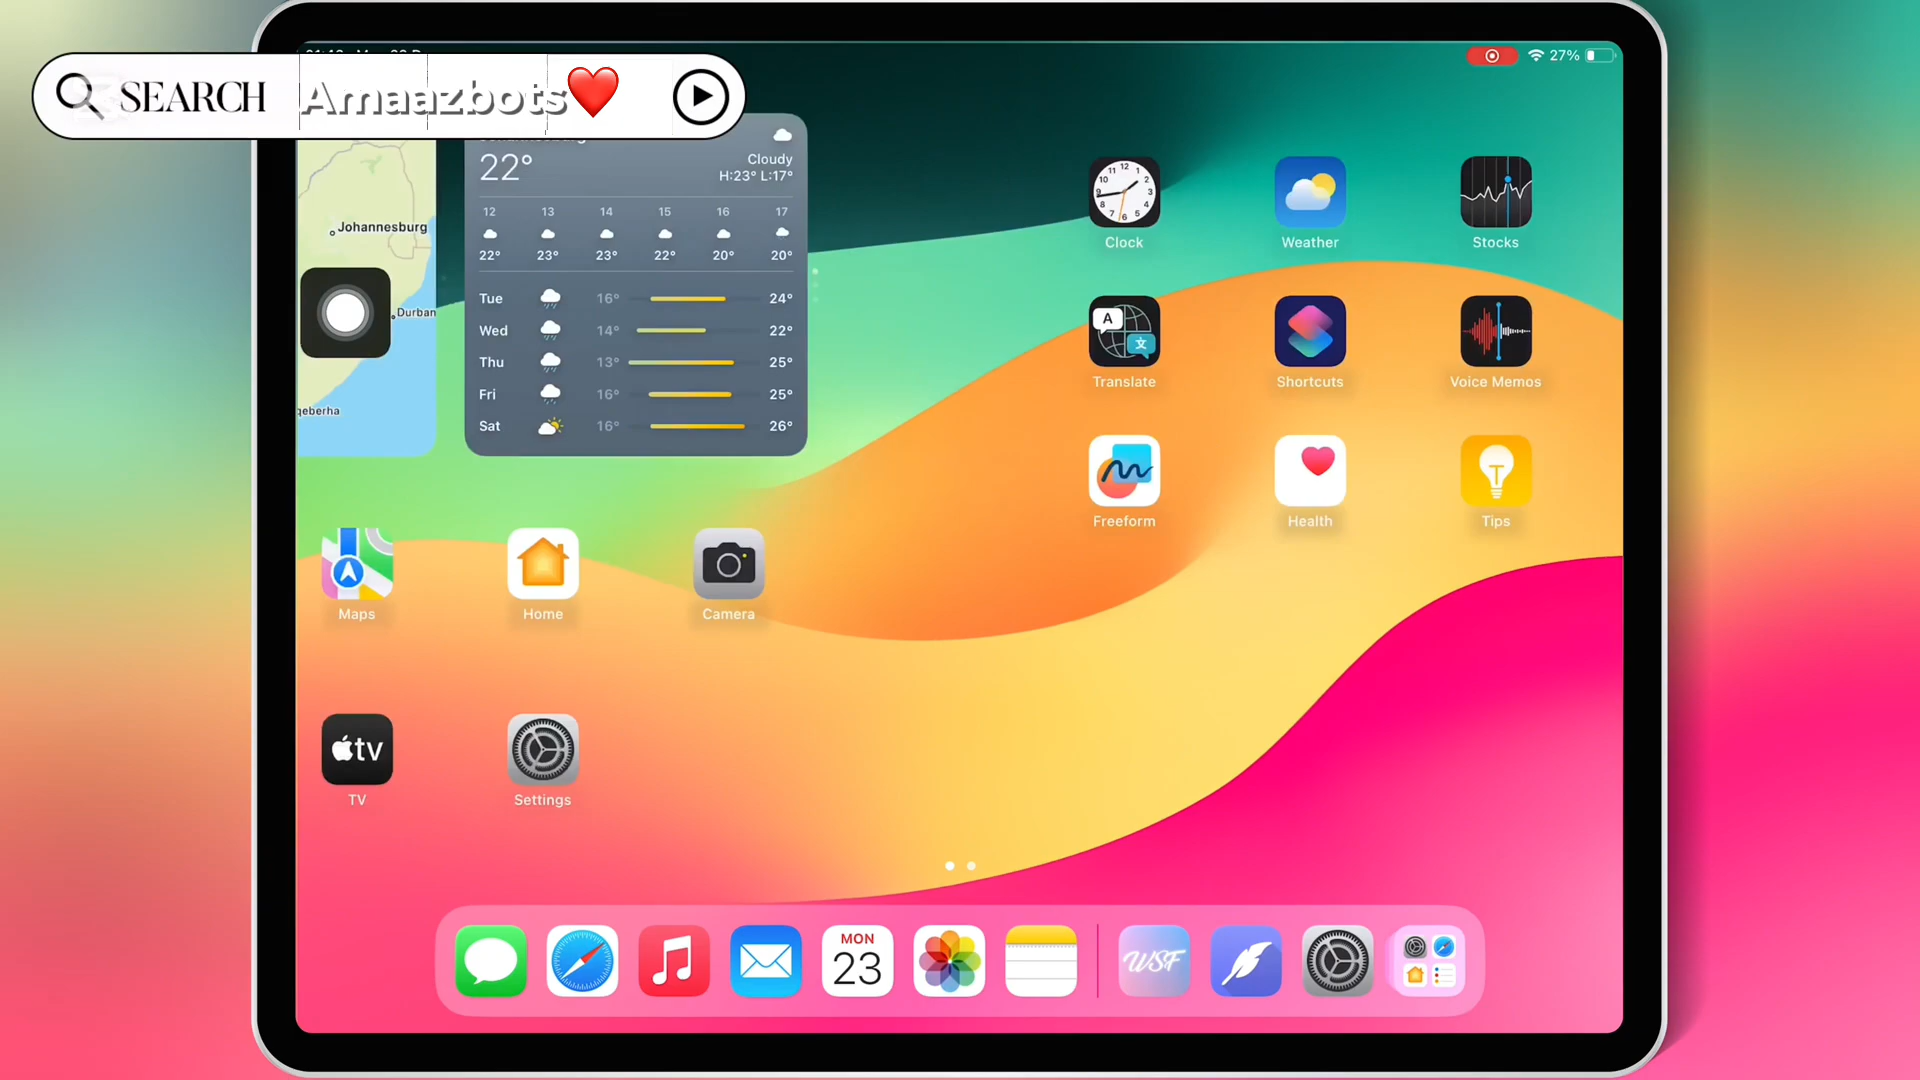 SEARCH Amaazbots❤️
27%
22°
Cloudy
H:23° L:17°
12 13 14 15 16 17
22° 23° 23° 22° 20° 20°
Tue 16° 24°
Wed 14° 22°
Thu 13° 25°
Fri 16° 25°
Sat 16° 26°
Johannesburg
Durban
qeberha
Clock Weather Stocks
Translate Shortcuts Voice Memos
Freeform Health Tips
Maps Home Camera
tv
TV Settings
MON
23
WSF